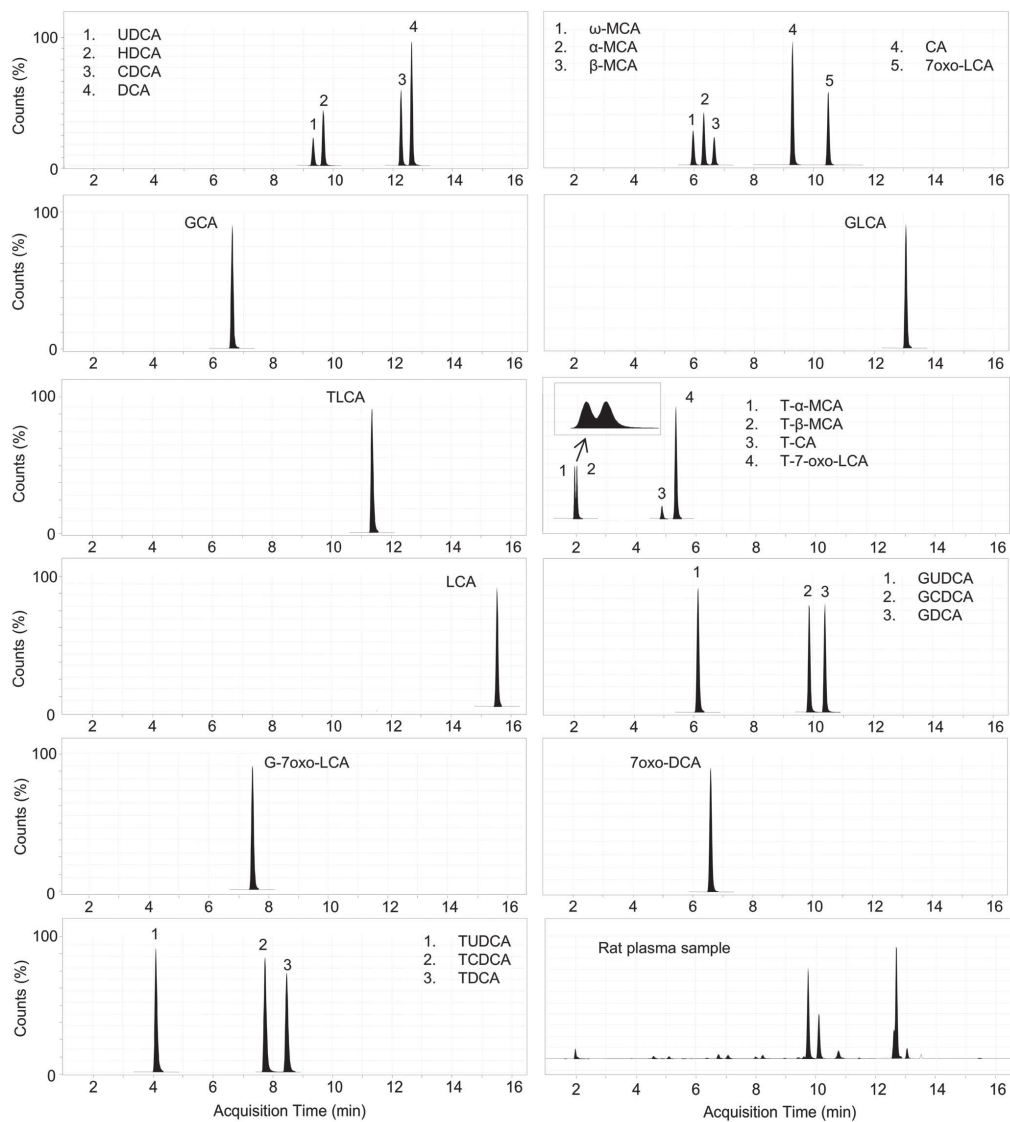 Counts (%)
100
0
1. UDCA
2. HDCA
3. CDCA
4. DCA
1
2
3
4
2 4 6 8 10 12 14 16
1. ω-MCA
2. α-MCA
3. β-MCA
4. CA
5. 7oxo-LCA
1
2
3
4
5
2 4 6 8 10 12 14 16
Counts (%)
100
0
GCA
2 4 6 8 10 12 14 16
GLCA
2 4 6 8 10 12 14 16
Counts (%)
100
0
TLCA
2 4 6 8 10 12 14 16
1. T-α-MCA
2. T-β-MCA
3. T-CA
4. T-7-oxo-LCA
1
2
3
4
2 4 6 8 10 12 14 16
Counts (%)
100
0
LCA
2 4 6 8 10 12 14 16
1. GUDCA
2. GCDCA
3. GDCA
1
2
3
2 4 6 8 10 12 14 16
Counts (%)
100
0
G-7oxo-LCA
2 4 6 8 10 12 14 16
7oxo-DCA
2 4 6 8 10 12 14 16
Counts (%)
100
0
1. TUDCA
2. TCDCA
3. TDCA
1
2
3
2 4 6 8 10 12 14 16
Acquisition Time (min)
Rat plasma sample
2 4 6 8 10 12 14 16
Acquisition Time (min)